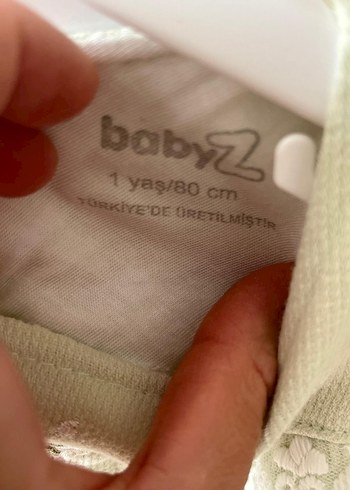 babyZ
1 yaş/80 cm
TÜRKİYE'DE ÜRETİLMİŞTİR